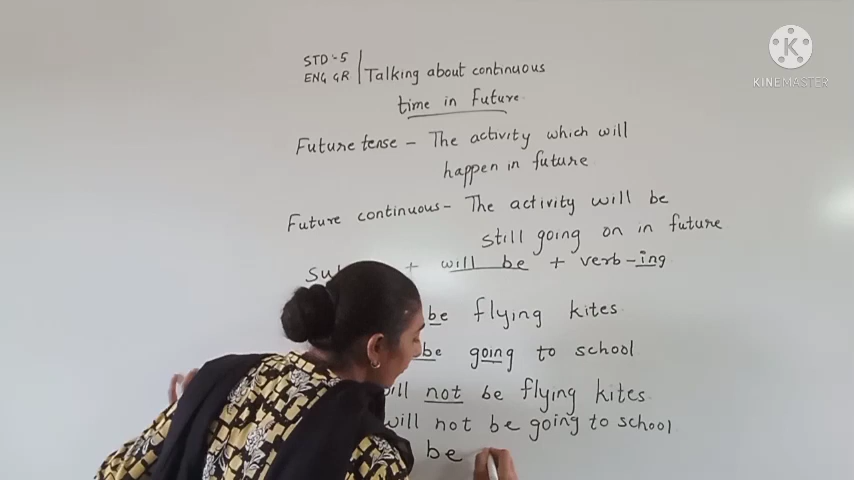 STD :- 5
ENG GR
Talking about continuous
time in Future.
Future tense - The activity which will
happen in future
Future continuous - The activity will be
still going on in future
+ will be + verb-ing
be flying kites.
be going to school
will not be flying kites.
will not be going to school.
be
KINEMASTER